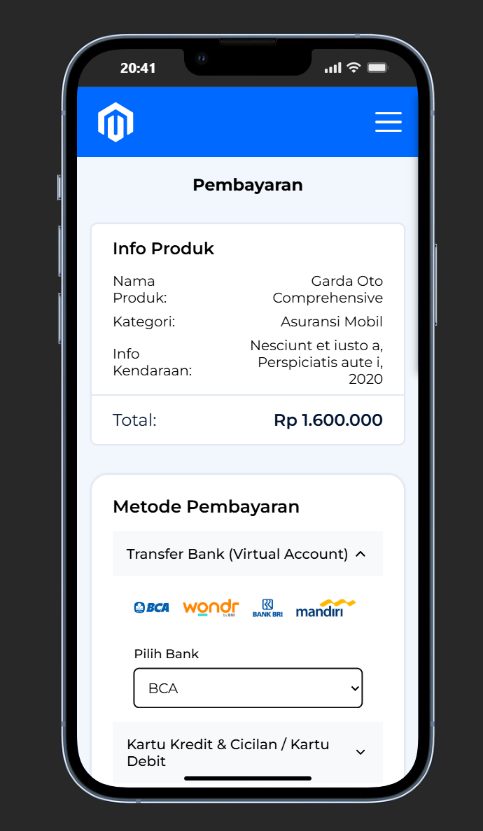 20:41
Pembayaran
Info Produk
Nama
Produk:
Garda Oto
Comprehensive
Kategori:
Asuransi Mobil
Info
Kendaraan:
Nesciunt et iusto a,
Perspiciatis aute i,
2020
Total:
Rp 1.600.000
Metode Pembayaran
Transfer Bank (Virtual Account)
BCA
wondr
BANK BRI
mandiri
Pilih Bank
BCA
Kartu Kredit & Cicilan / Kartu
Debit